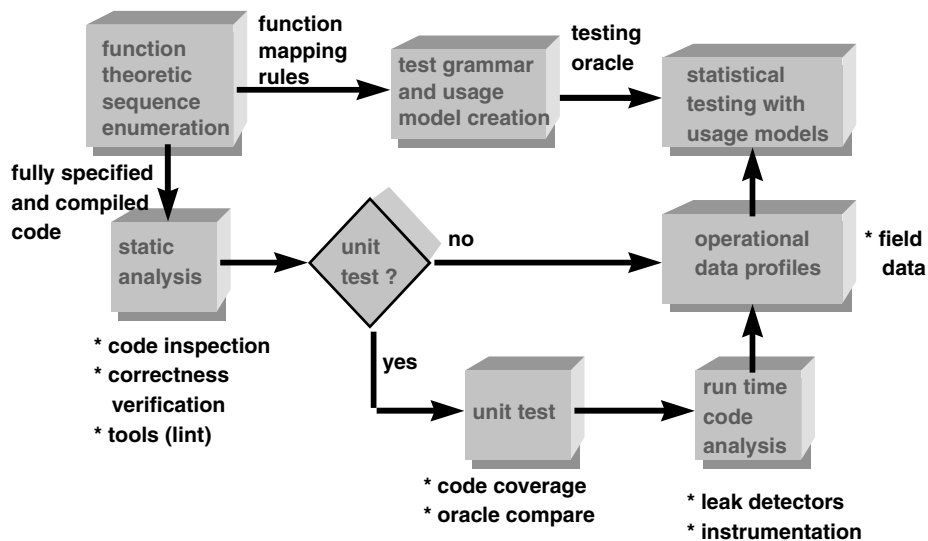 function
theoretic
sequence
enumeration
function
mapping
rules
test grammar
and usage
model creation
testing
oracle
statistical
testing with
usage models
fully specified
and compiled
code
static
analysis
unit
test ?
no
operational
data profiles
* field
data
* code inspection
* correctness
verification
* tools (lint)
yes
unit test
run time
code
analysis
* code coverage
* oracle compare
* leak detectors
* instrumentation